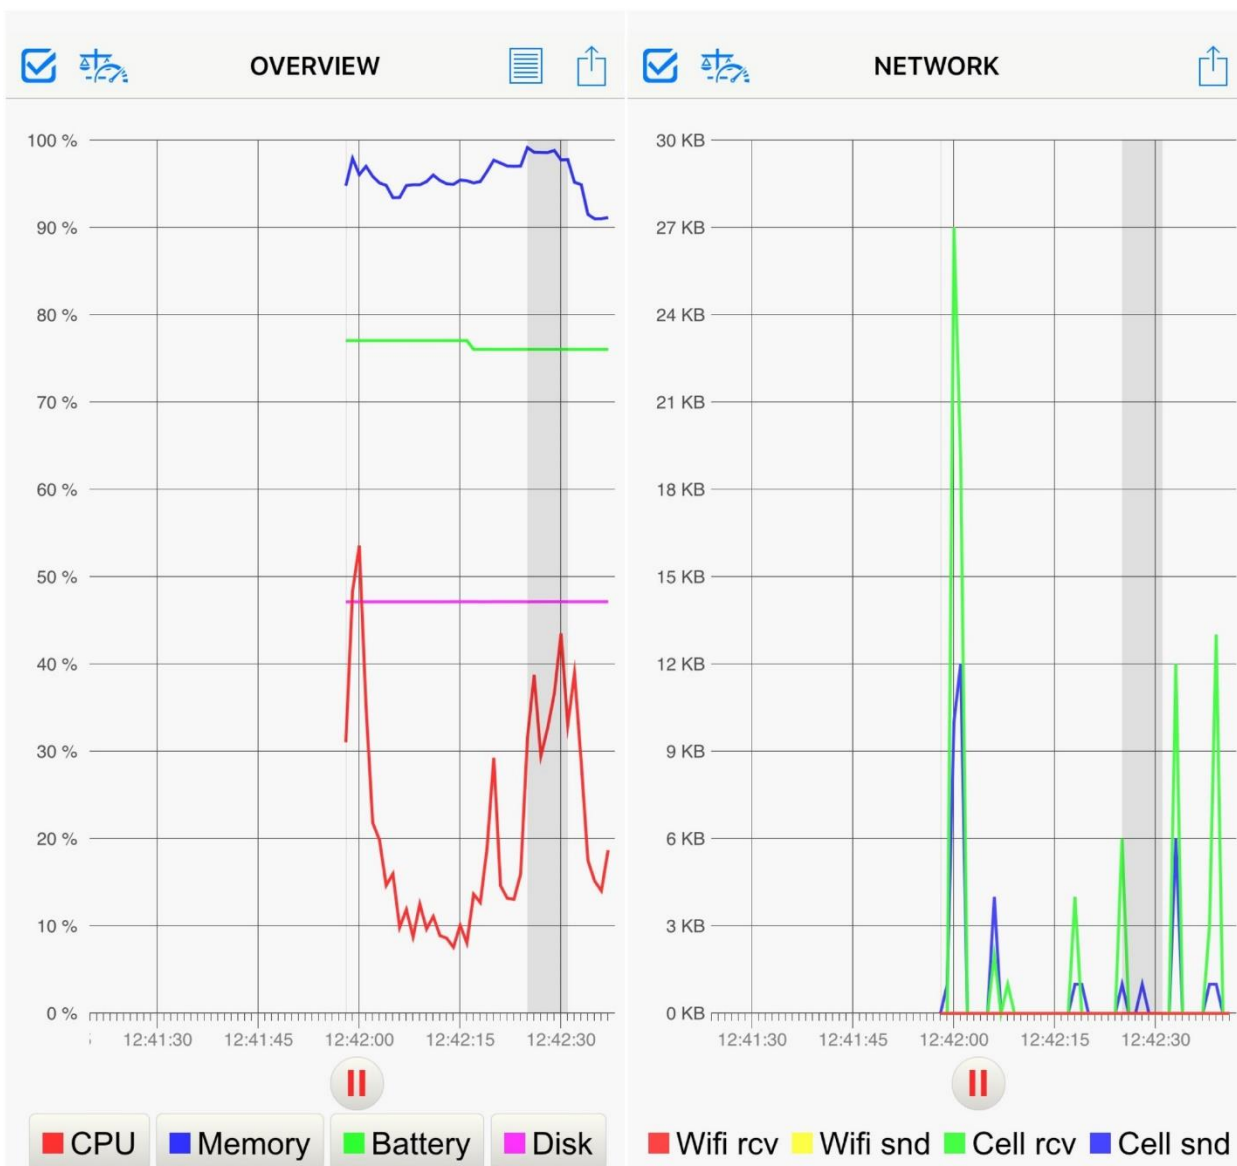 OVERVIEW
100 %
90 %
80 %
70 %
60 %
50 %
40 %
30 %
20 %
10 %
0 %
12:41:30 12:41:45 12:42:00 12:42:15 12:42:30
CPU Memory Battery Disk
NETWORK
30 KB
27 KB
24 KB
21 KB
18 KB
15 KB
12 KB
9 KB
6 KB
3 KB
0 KB
12:41:30 12:41:45 12:42:00 12:42:15 12:42:30
Wifi rcv Wifi snd Cell rcv Cell snd